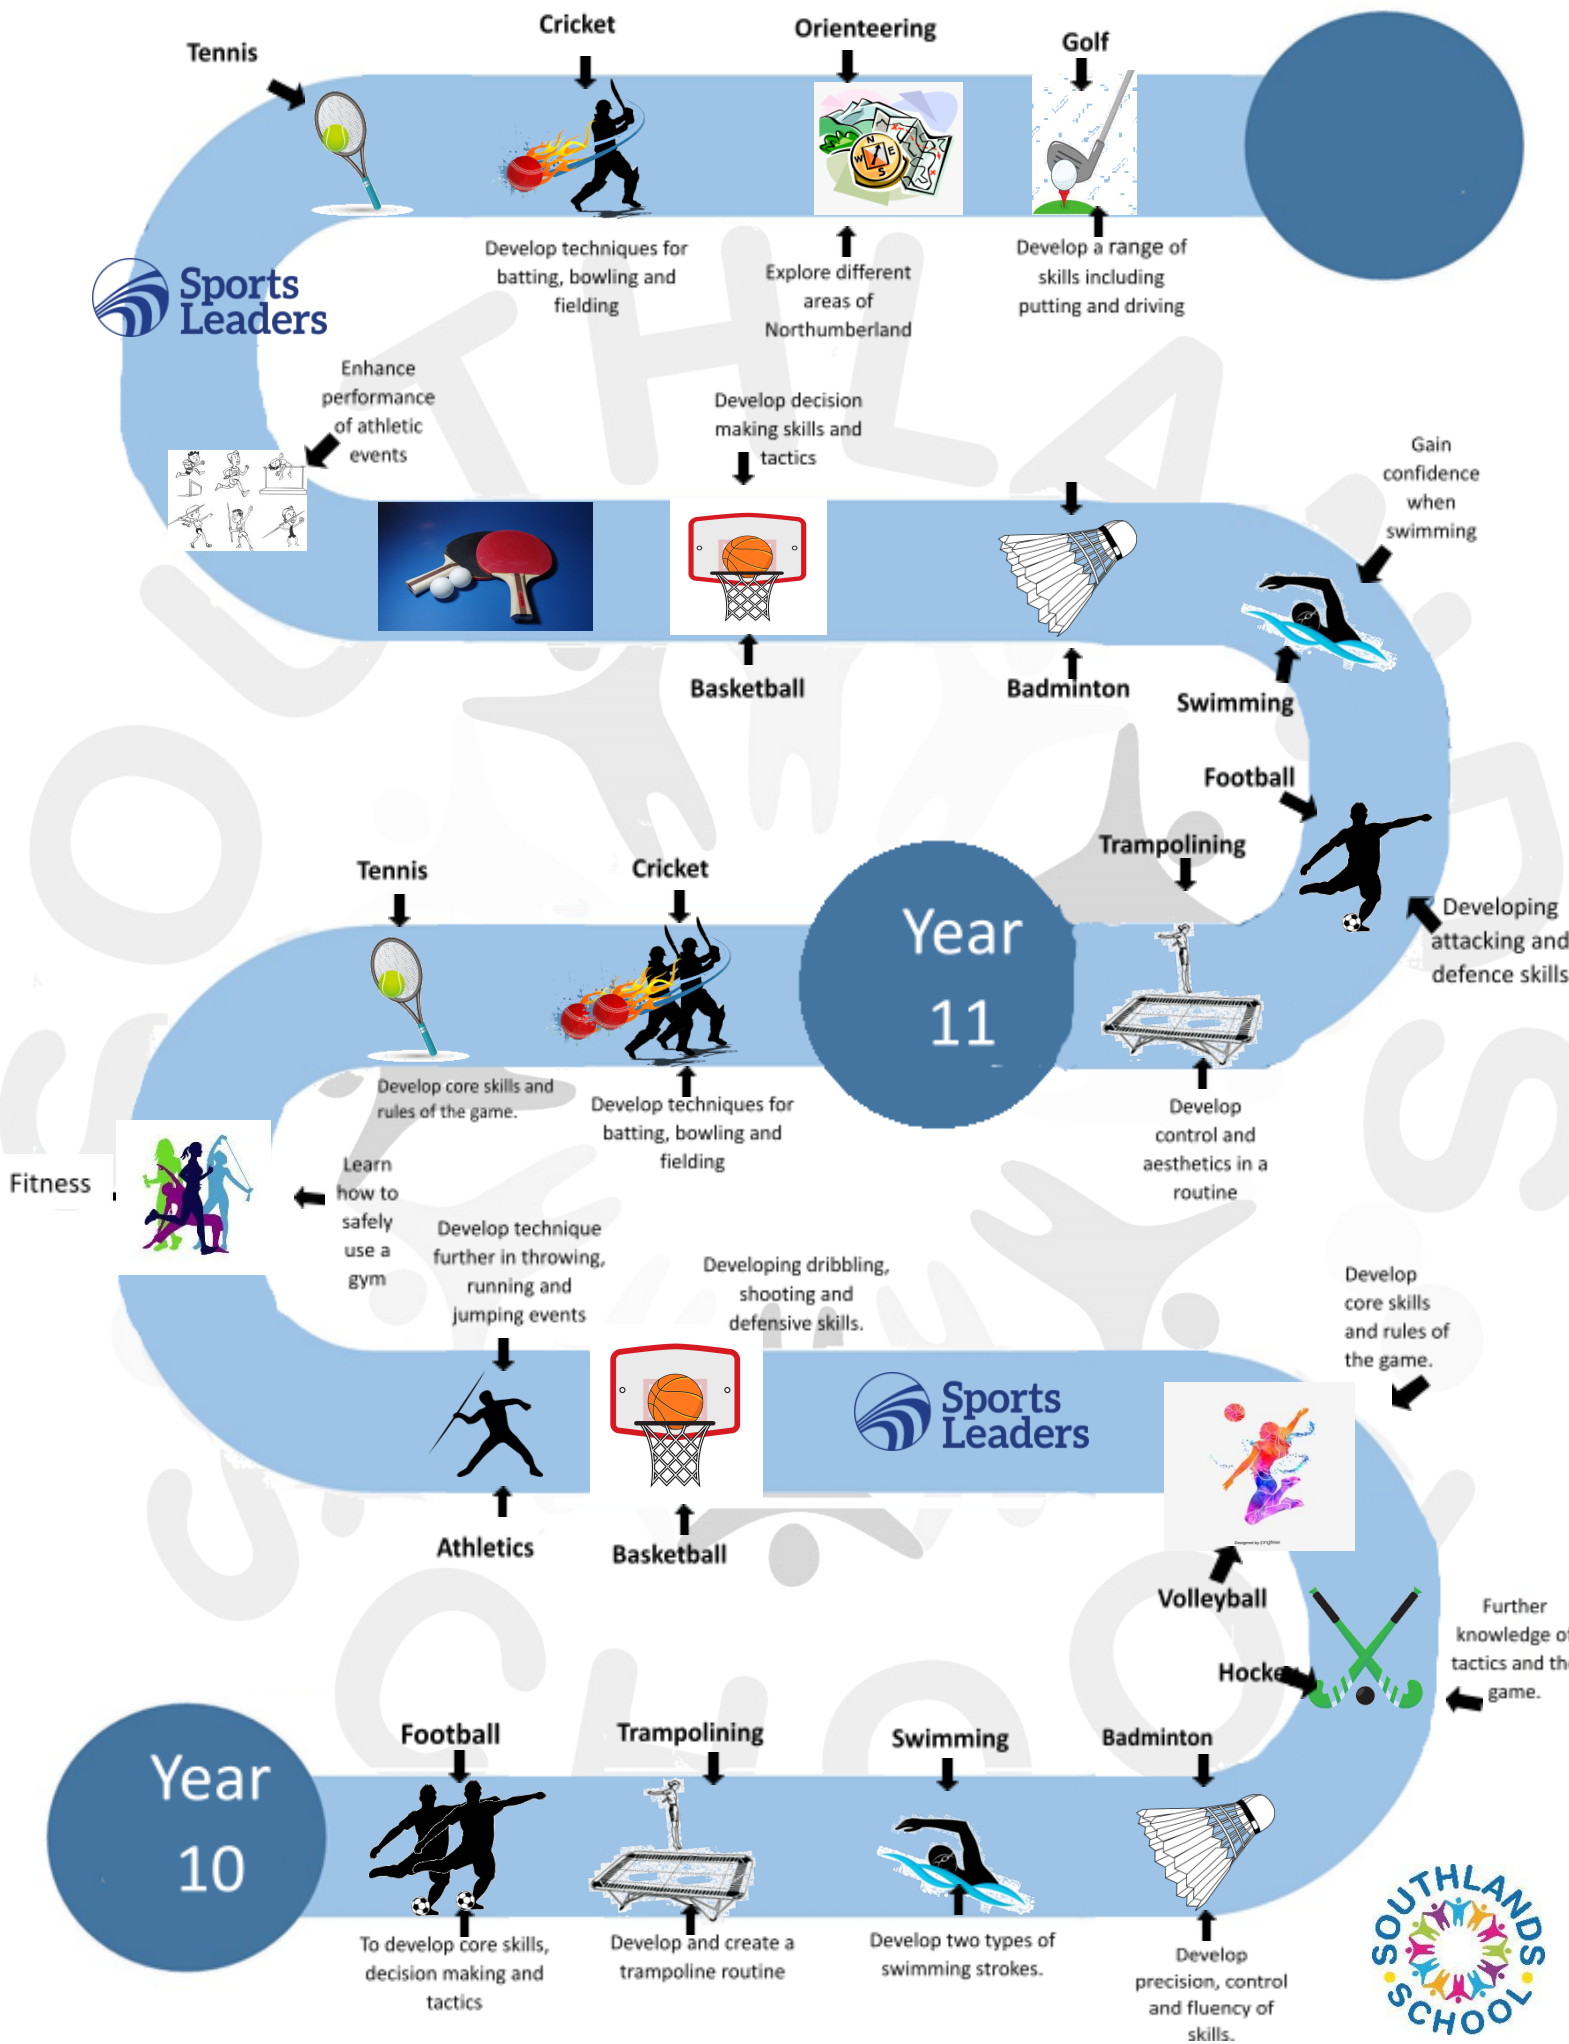 Tennis
Cricket
Orienteering
Golf
Develop techniques for
batting, bowling and
fielding
Explore different
areas of
Northumberland
Develop a range of
skills including
putting and driving
Sports
Leaders
Enhance
performance
of athletic
events
Develop decision
making skills and
tactics
Gain
confidence
when
swimming
Basketball
Badminton
Swimming
Football
Trampolining
Developing
attacking and
defence skills
Tennis
Cricket
Year
11
Develop core skills and
rules of the game.
Develop techniques for
batting, bowling and
fielding
Develop
control and
aesthetics in a
routine
Fitness
Learn
how to
safely
use a
gym
Develop technique
further in throwing,
running and
jumping events
Developing dribbling,
shooting and
defensive skills.
Develop
core skills
and rules of
the game.
Sports
Leaders
Designed by pngtree
Athletics
Basketball
Volleyball
Hockey
Further
knowledge of
tactics and the
game.
Year
10
Football
Trampolining
Swimming
Badminton
To develop core skills,
decision making and
tactics
Develop and create a
trampoline routine
Develop two types of
swimming strokes.
Develop
precision, control
and fluency of
skills.
SOUTHLANDS
SCHOOL